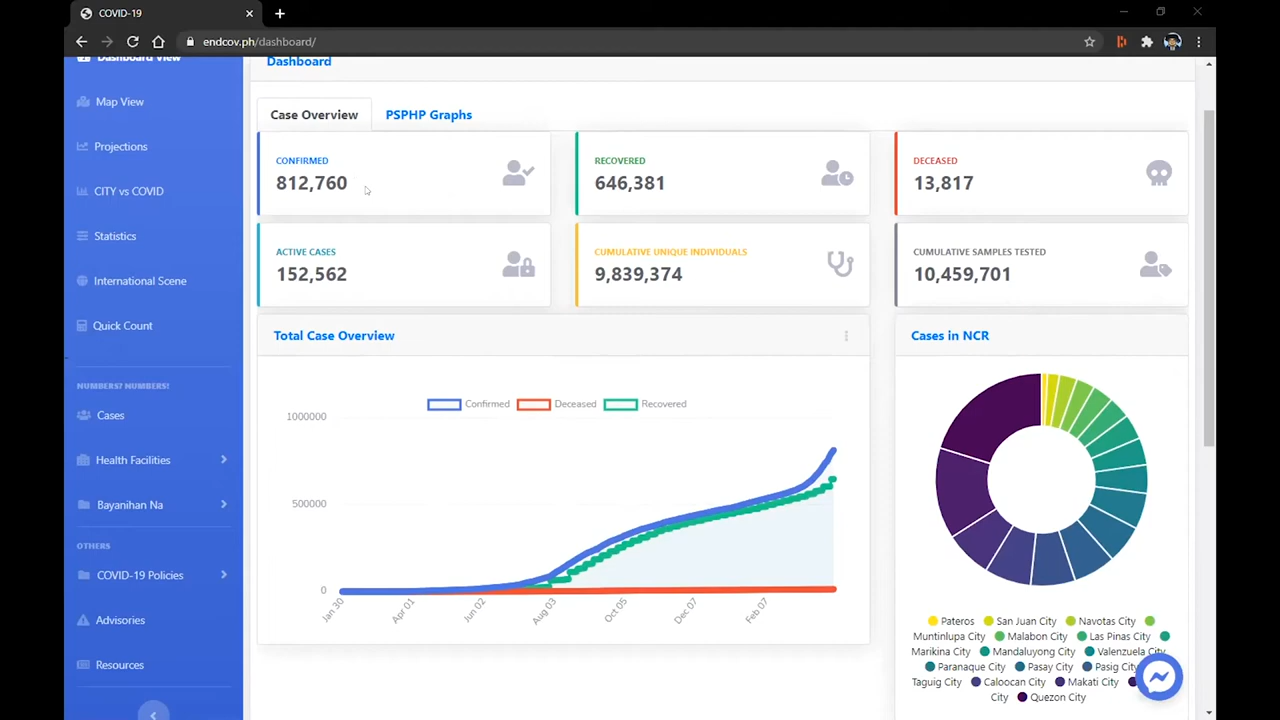 COVID-19
endcov.ph/dashboard/
Dashboard View
Map View
Projections
CITY vs COVID
Statistics
International Scene
Quick Count
NUMBERS? NUMBERS!
Cases
Health Facilities
Bayanihan Na
OTHERS
COVID-19 Policies
Advisories
Resources
Dashboard
Case Overview PSPHP Graphs
CONFIRMED
812,760
RECOVERED
646,381
DECEASED
13,817
ACTIVE CASES
152,562
CUMULATIVE UNIQUE INDIVIDUALS
9,839,374
CUMULATIVE SAMPLES TESTED
10,459,701
Total Case Overview
Confirmed Deceased Recovered
1000000
500000
0
Jan 30 Apr 01 Jun 02 Aug 03 Oct 05 Dec 07 Feb 07
Cases in NCR
Pateros San Juan City Navotas City
Muntinlupa City Malabon City Las Pinas City
Marikina City Mandaluyong City Valenzuela City
Paranaque City Pasay City Pasig City
Taguig City Caloocan City Makati City
City Quezon City